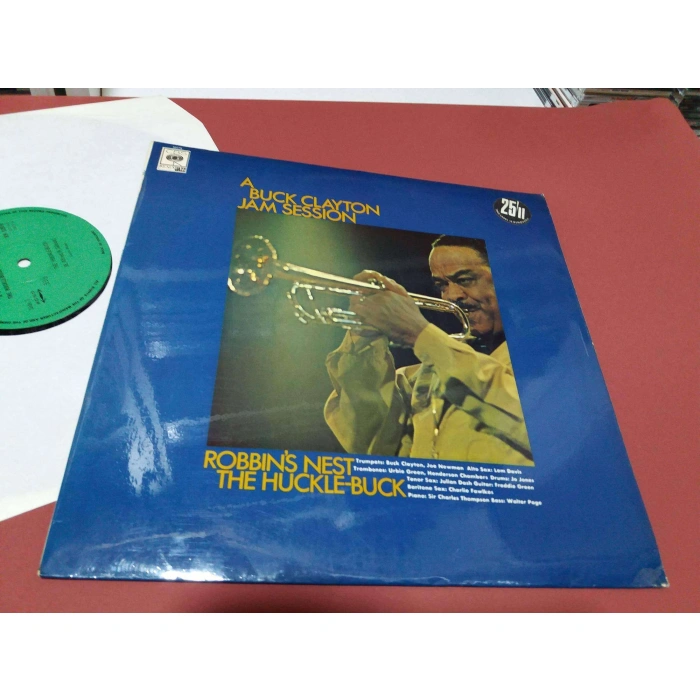 A
BUCK CLAYTON
JAM SESSION
25'11
ROBBIN'S NEST
THE HUCKLE-BUCK
Trumpets: Buck Clayton, Joe Newman Alto Sax: Lem Davis
Trombones: Urbie Green, Henderson Chambers Drums: Jo Jones
Tenor Sax: Julian Dash Guitar: Freddie Green
Baritone Sax: Charlie Fowlkes
Piano: Sir Charles Thompson Bass: Walter Page